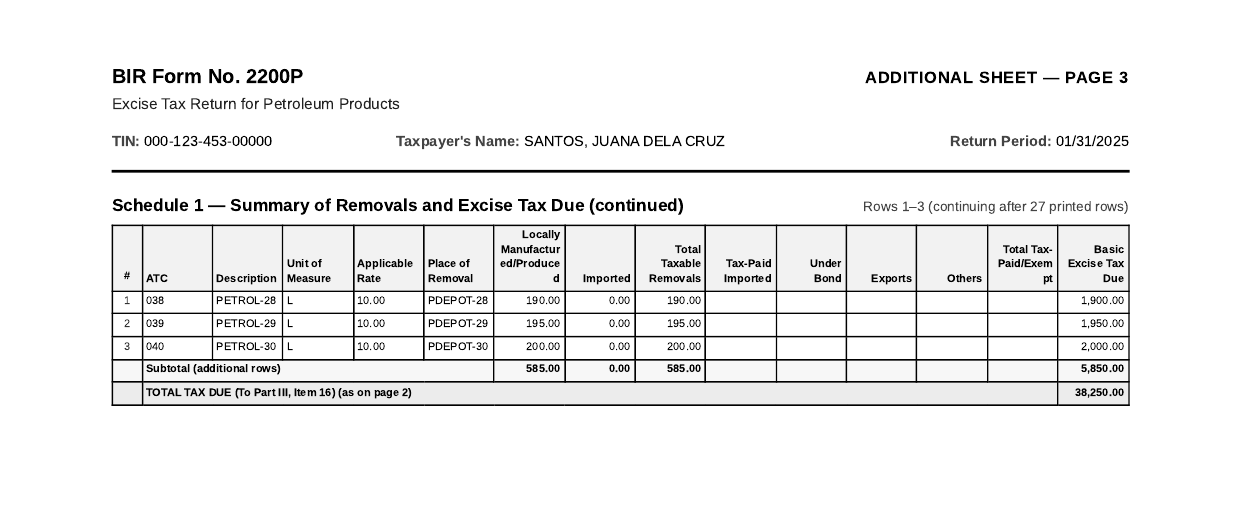 BIR Form No. 2200P
ADDITIONAL SHEET — PAGE 3
Excise Tax Return for Petroleum Products
TIN: 000-123-453-00000 Taxpayer's Name: SANTOS, JUANA DELA CRUZ Return Period: 01/31/2025
Schedule 1 — Summary of Removals and Excise Tax Due (continued)
Rows 1–3 (continuing after 27 printed rows)
# ATC Description Unit of Measure Applicable Rate Place of Removal Locally Manufactured/Produced Imported Total Taxable Removals Tax-Paid Imported Under Bond Exports Others Total Tax-Paid/Exempt Basic Excise Tax Due
1 038 PETROL-28 L 10.00 PDEPOT-28 190.00 0.00 190.00 1,900.00
2 039 PETROL-29 L 10.00 PDEPOT-29 195.00 0.00 195.00 1,950.00
3 040 PETROL-30 L 10.00 PDEPOT-30 200.00 0.00 200.00 2,000.00
Subtotal (additional rows) 585.00 0.00 585.00 5,850.00
TOTAL TAX DUE (To Part III, Item 16) (as on page 2) 38,250.00